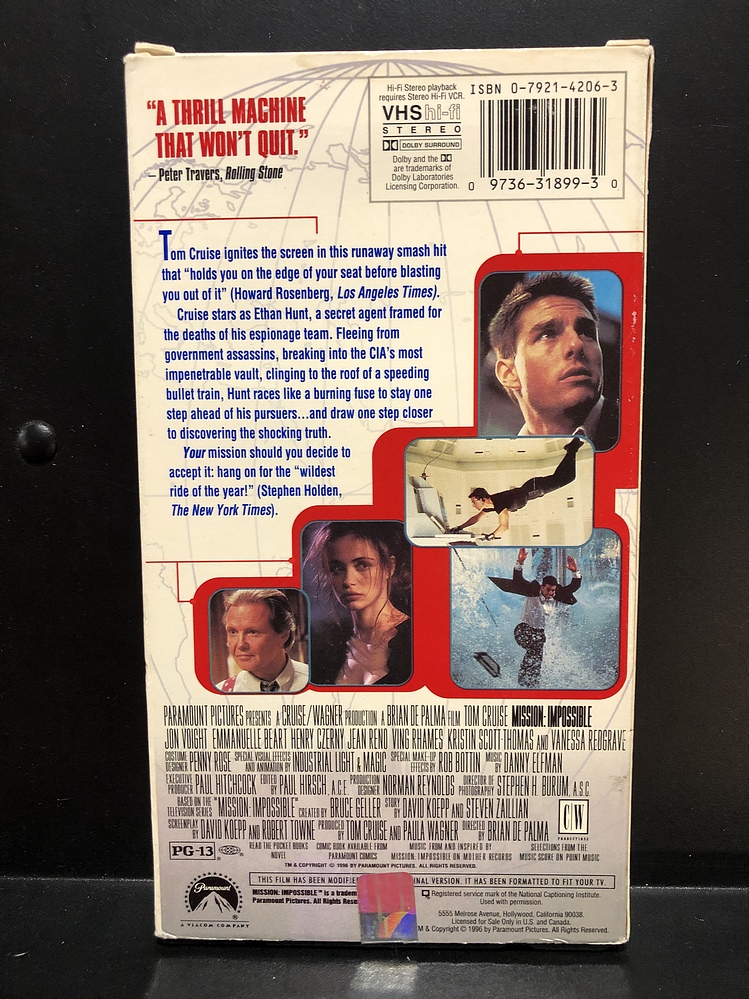 "A THRILL MACHINE
THAT WON'T QUIT."
— Peter Travers, Rolling Stone
Hi-Fi Stereo playback
requires Stereo Hi-Fi VCR.
VHS hi-fi
STEREO
DOLBY SURROUND
Dolby and the
are trademarks of
Dolby Laboratories
Licensing Corporation.
ISBN 0-7921-4206-3
0 9736-31899-3 0
Tom Cruise ignites the screen in this runaway smash hit
that "holds you on the edge of your seat before blasting
you out of it" (Howard Rosenberg, Los Angeles Times).
Cruise stars as Ethan Hunt, a secret agent framed for
the deaths of his espionage team. Fleeing from
government assassins, breaking into the CIA's most
impenetrable vault, clinging to the roof of a speeding
bullet train, Hunt races like a burning fuse to stay one
step ahead of his pursuers...and draw one step closer
to discovering the shocking truth.
Your mission should you decide to
accept it: hang on for the "wildest
ride of the year!" (Stephen Holden,
The New York Times).
PARAMOUNT PICTURES PRESENTS A CRUISE/WAGNER PRODUCTION A BRIAN DE PALMA FILM TOM CRUISE MISSION: IMPOSSIBLE
JON VOIGHT EMMANUELLE BEART HENRY CZERNY JEAN RENO VING RHAMES KRISTIN SCOTT-THOMAS AND VANESSA REDGRAVE
COSTUME DESIGNER PENNY ROSE SPECIAL VISUAL EFFECTS AND ANIMATION BY INDUSTRIAL LIGHT & MAGIC SPECIAL MAKE-UP EFFECTS BY ROB BOTTIN MUSIC BY DANNY ELFMAN
EXECUTIVE PRODUCER PAUL HITCHCOCK EDITED BY PAUL HIRSCH, A.C.E. PRODUCTION DESIGNER NORMAN REYNOLDS DIRECTOR OF PHOTOGRAPHY STEPHEN H. BURUM, A.S.C.
BASED ON THE TELEVISION SERIES "MISSION: IMPOSSIBLE" CREATED BY BRUCE GELLER STORY BY DAVID KOEPP AND STEVEN ZAILLIAN
SCREENPLAY BY DAVID KOEPP AND ROBERT TOWNE PRODUCED BY TOM CRUISE AND PAULA WAGNER DIRECTED BY BRIAN DE PALMA
C|W
PRODUCTIONS
PG-13
READ THE POCKET BOOKS
NOVEL
COMIC BOOK AVAILABLE FROM
PARAMOUNT COMICS
MUSIC FROM AND INSPIRED BY
MISSION: IMPOSSIBLE ON MOTHER RECORDS
SELECTIONS FROM THE
MUSIC SCORE ON POINT MUSIC
TM & COPYRIGHT © 1996 BY PARAMOUNT PICTURES. ALL RIGHTS RESERVED.
THIS FILM HAS BEEN MODIFIE NAL VERSION. IT HAS BEEN FORMATTED TO FIT YOUR TV.
Paramount
A VIACOM COMPANY
MISSION: IMPOSSIBLE ™ is a tradem
Paramount Pictures. All Rights Rese
Registered service mark of the National Captioning Institute.
Used with permission.
5555 Melrose Avenue, Hollywood, California 90038.
Licensed for Sale Only in U.S. and Canada.
M & Copyright © 1996 by Paramount Pictures. All Rights Reserved.